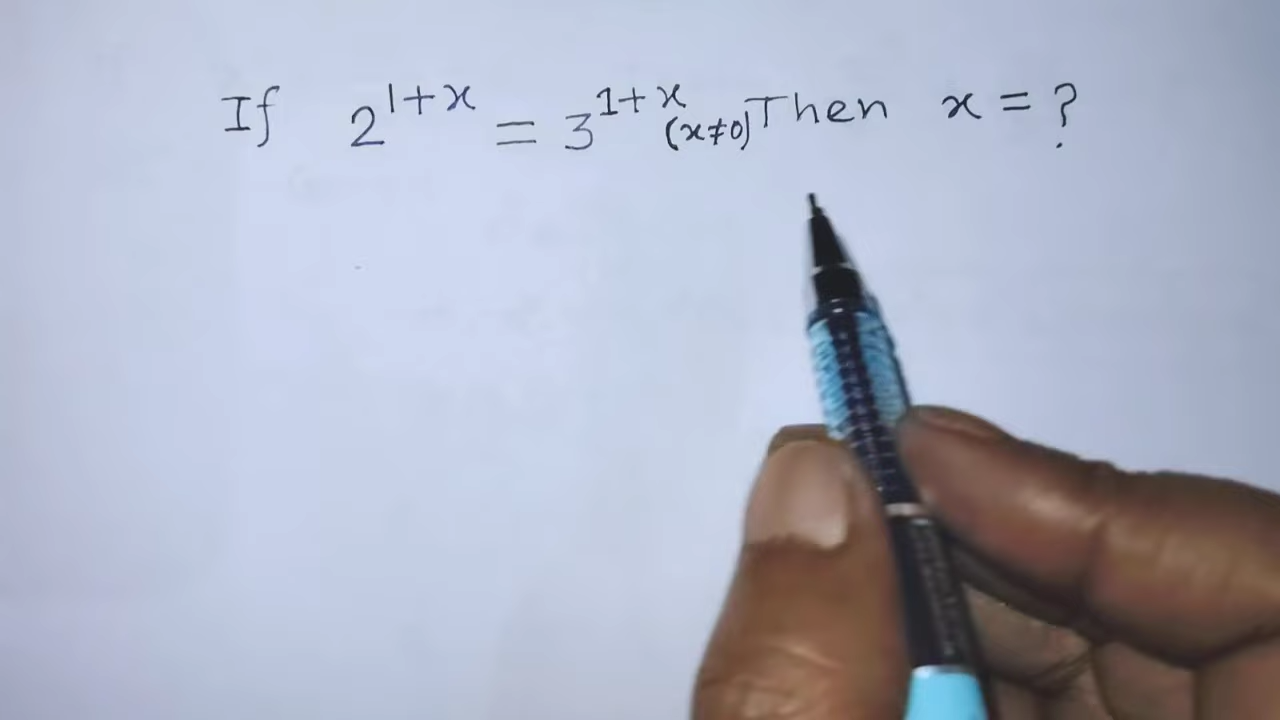 If 2^{1+x} = 3^{1+x} (x≠0) Then x = ?